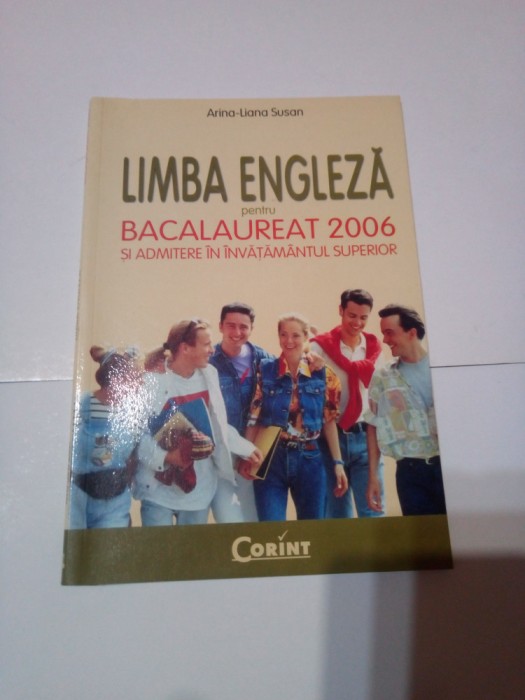 Arina-Liana Susan
LIMBA ENGLEZĂ
pentru
BACALAUREAT 2006
ȘI ADMITERE ÎN ÎNVĂȚĂMÂNTUL SUPERIOR
CORINT